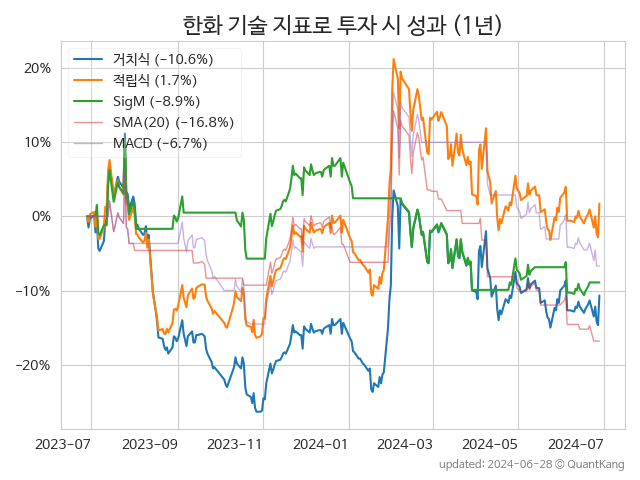 한화 기술 지표로 투자 시 성과 (1년)
거치식 (−10.6%)
적립식 (1.7%)
SigM (−8.9%)
SMA(20) (−16.8%)
MACD (−6.7%)
20%
10%
0%
−10%
−20%
2023-07
2023-09
2023-11
2024-01
2024-03
2024-05
2024-07
updated: 2024-06-28 ⓒ QuantKang